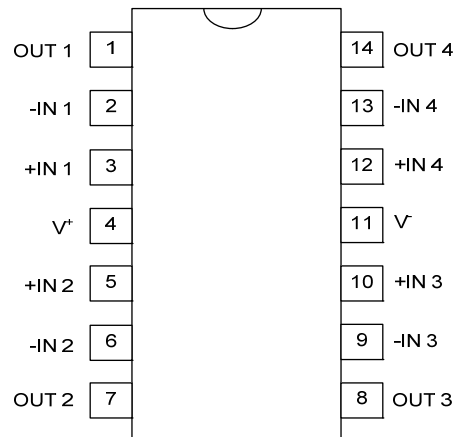 OUT 1 1 14 OUT 4
-IN 1 2 13 -IN 4
+IN 1 3 12 +IN 4
V⁺ 4 11 V⁻
+IN 2 5 10 +IN 3
-IN 2 6 9 -IN 3
OUT 2 7 8 OUT 3